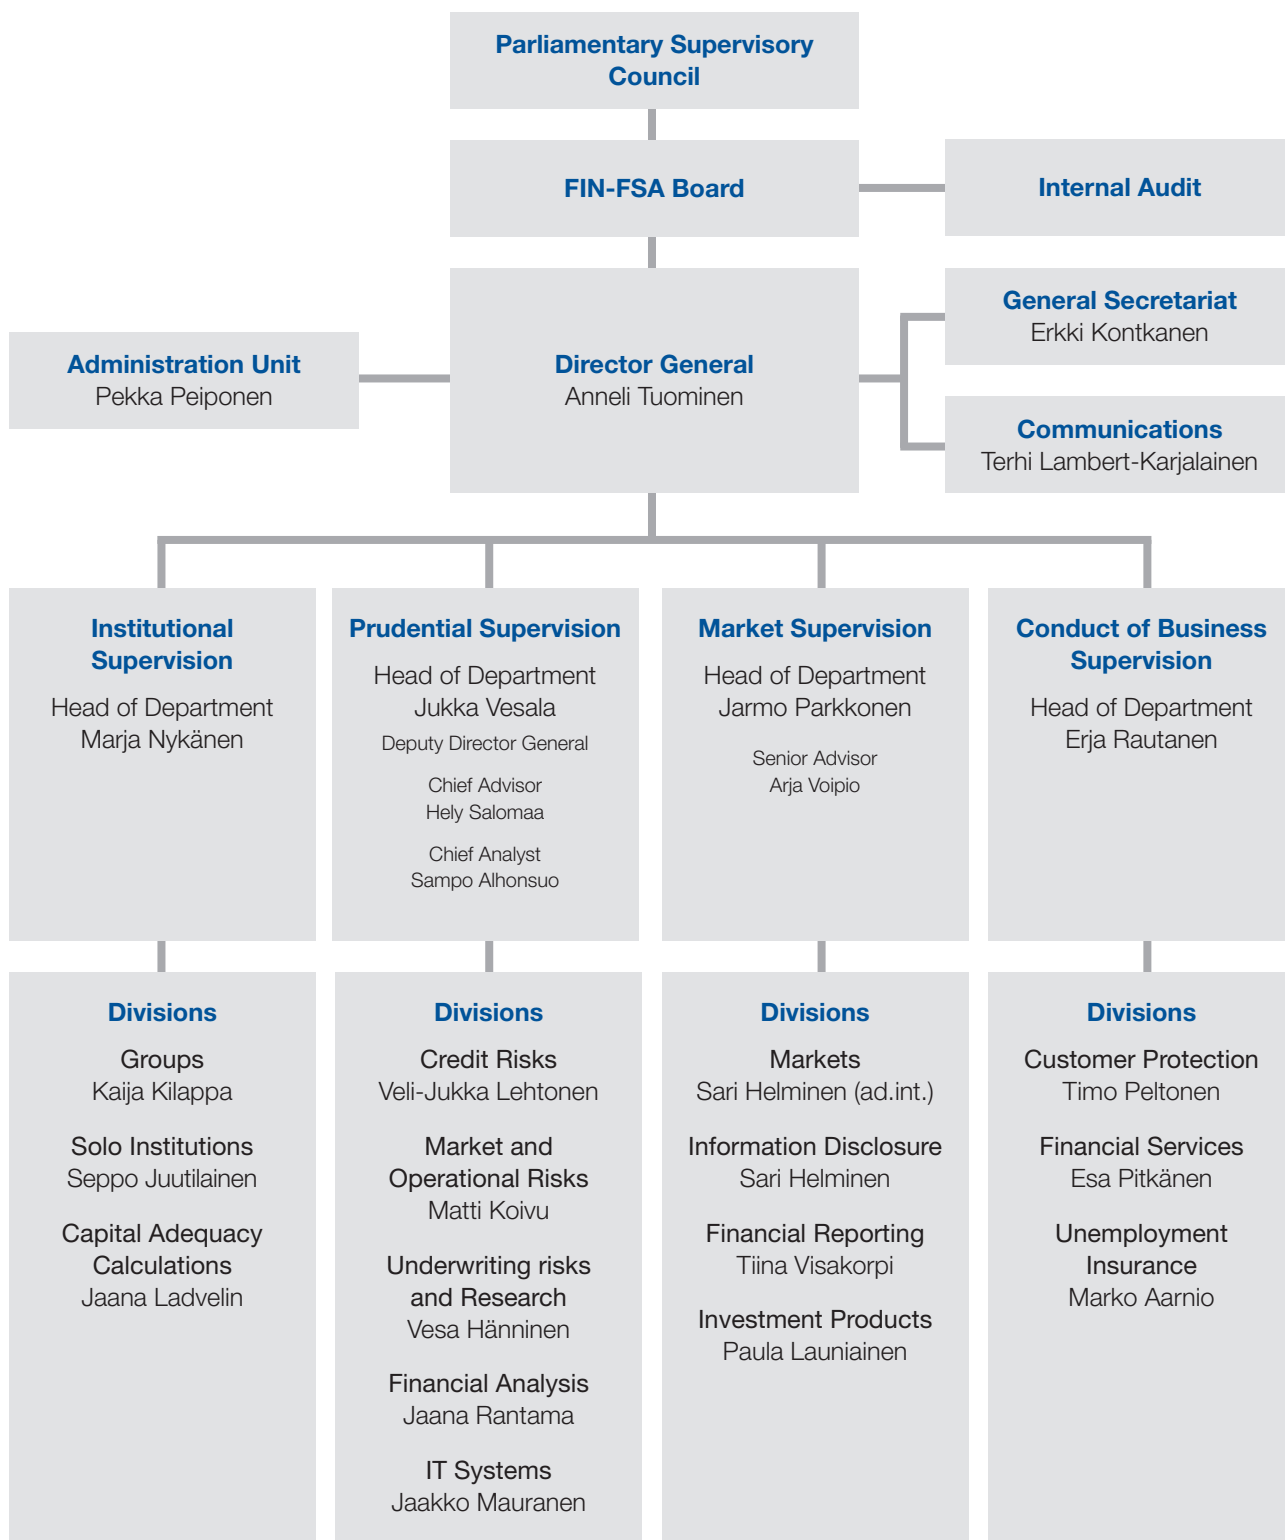 Parliamentary Supervisory
Council
FIN-FSA Board
Internal Audit
General Secretariat
Erkki Kontkanen
Administration Unit
Pekka Peiponen
Director General
Anneli Tuominen
Communications
Terhi Lambert-Karjalainen
Institutional
Supervision
Head of Department
Marja Nykänen
Prudential Supervision
Head of Department
Jukka Vesala
Deputy Director General
Chief Advisor
Hely Salomaa
Chief Analyst
Sampo Alhonsuo
Market Supervision
Head of Department
Jarmo Parkkonen
Senior Advisor
Arja Voipio
Conduct of Business
Supervision
Head of Department
Erja Rautanen
Divisions
Groups
Kaija Kilappa
Solo Institutions
Seppo Juutilainen
Capital Adequacy
Calculations
Jaana Ladvelin
Divisions
Credit Risks
Veli-Jukka Lehtonen
Market and
Operational Risks
Matti Koivu
Underwriting risks
and Research
Vesa Hänninen
Financial Analysis
Jaana Rantama
IT Systems
Jaakko Mauranen
Divisions
Markets
Sari Helminen (ad.int.)
Information Disclosure
Sari Helminen
Financial Reporting
Tiina Visakorpi
Investment Products
Paula Launiainen
Divisions
Customer Protection
Timo Peltonen
Financial Services
Esa Pitkänen
Unemployment
Insurance
Marko Aarnio